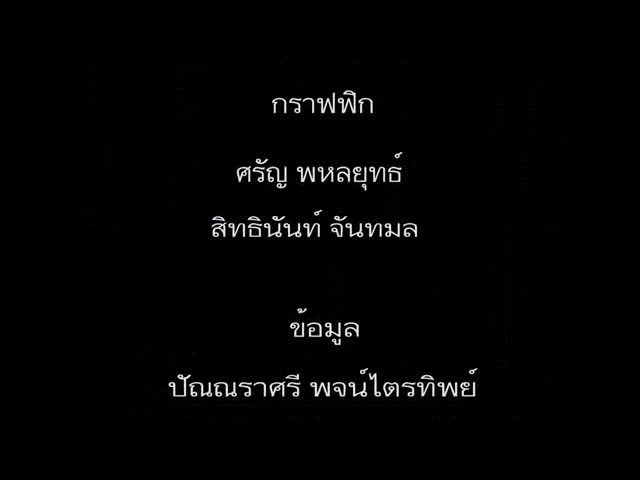 กราฟฟิก
ศรัญ พหลยุทธ์
สิทธินันท์ จันทมล
ข้อมูล
ปัณณราศรี พจน์ไตรทิพย์